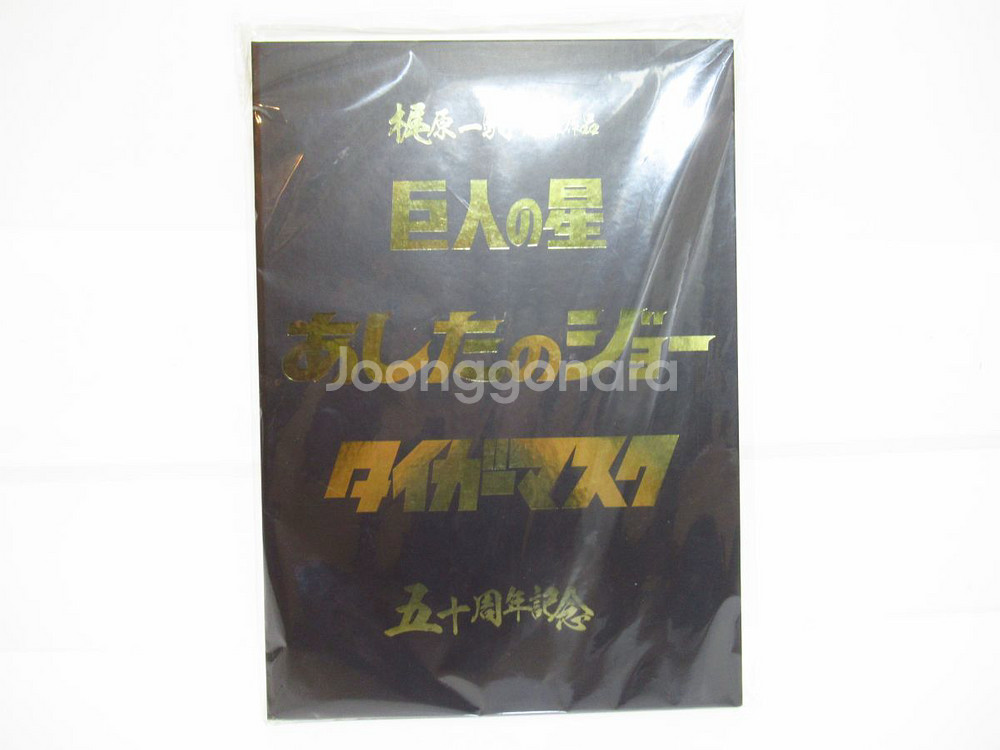 梶原一騎
巨人の星
あしたのジョー
Joonggonara
タイガーマスク
五十周年記念